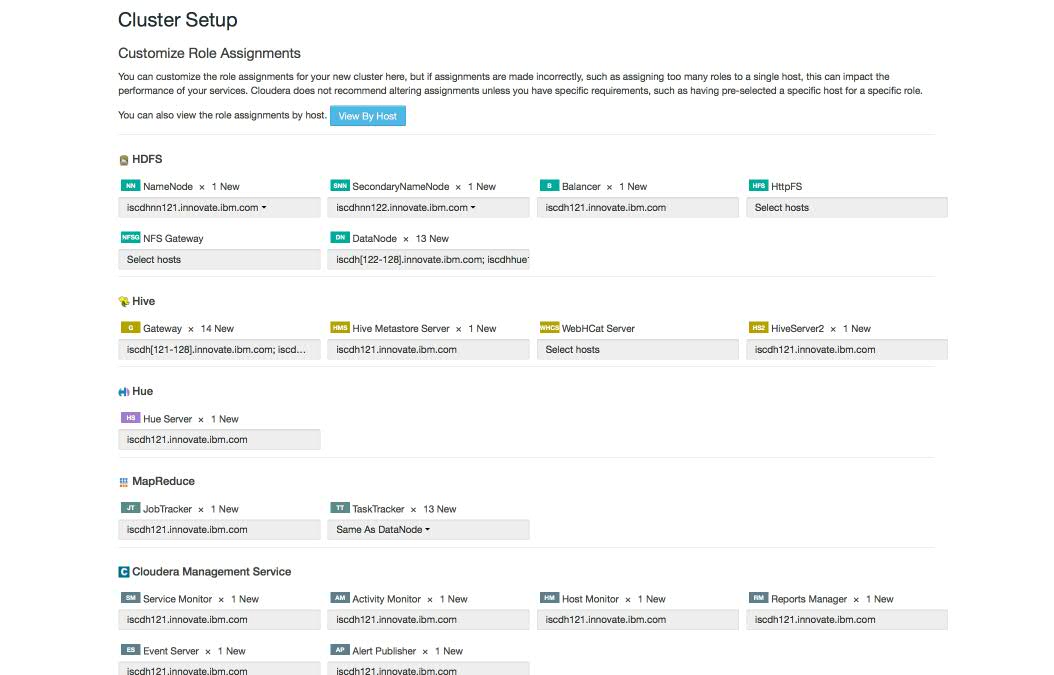 Cluster Setup
Customize Role Assignments
You can customize the role assignments for your new cluster here, but if assignments are made incorrectly, such as assigning too many roles to a single host, this can impact the
performance of your services. Cloudera does not recommend altering assignments unless you have specific requirements, such as having pre-selected a specific host for a specific role.
You can also view the role assignments by host. View By Host
HDFS
NN NameNode × 1 New SNN SecondaryNameNode × 1 New B Balancer × 1 New HFS HttpFS
iscdhnn121.innovate.ibm.com iscdhnn122.innovate.ibm.com iscdh121.innovate.ibm.com Select hosts
NFSG NFS Gateway DN DataNode × 13 New
Select hosts iscdh[122-128].innovate.ibm.com; iscdhhue
Hive
G Gateway × 14 New HMS Hive Metastore Server × 1 New WHCS WebHCat Server HS2 HiveServer2 × 1 New
iscdh[121-128].innovate.ibm.com; iscd... iscdh121.innovate.ibm.com Select hosts iscdh121.innovate.ibm.com
Hue
HS Hue Server × 1 New
iscdh121.innovate.ibm.com
MapReduce
JT JobTracker × 1 New TT TaskTracker × 13 New
iscdh121.innovate.ibm.com Same As DataNode
C Cloudera Management Service
SM Service Monitor × 1 New AM Activity Monitor × 1 New HM Host Monitor × 1 New RM Reports Manager × 1 New
iscdh121.innovate.ibm.com iscdh121.innovate.ibm.com iscdh121.innovate.ibm.com iscdh121.innovate.ibm.com
ES Event Server × 1 New AP Alert Publisher × 1 New
iscdh121.innovate.ibm.com iscdh121.innovate.ibm.com